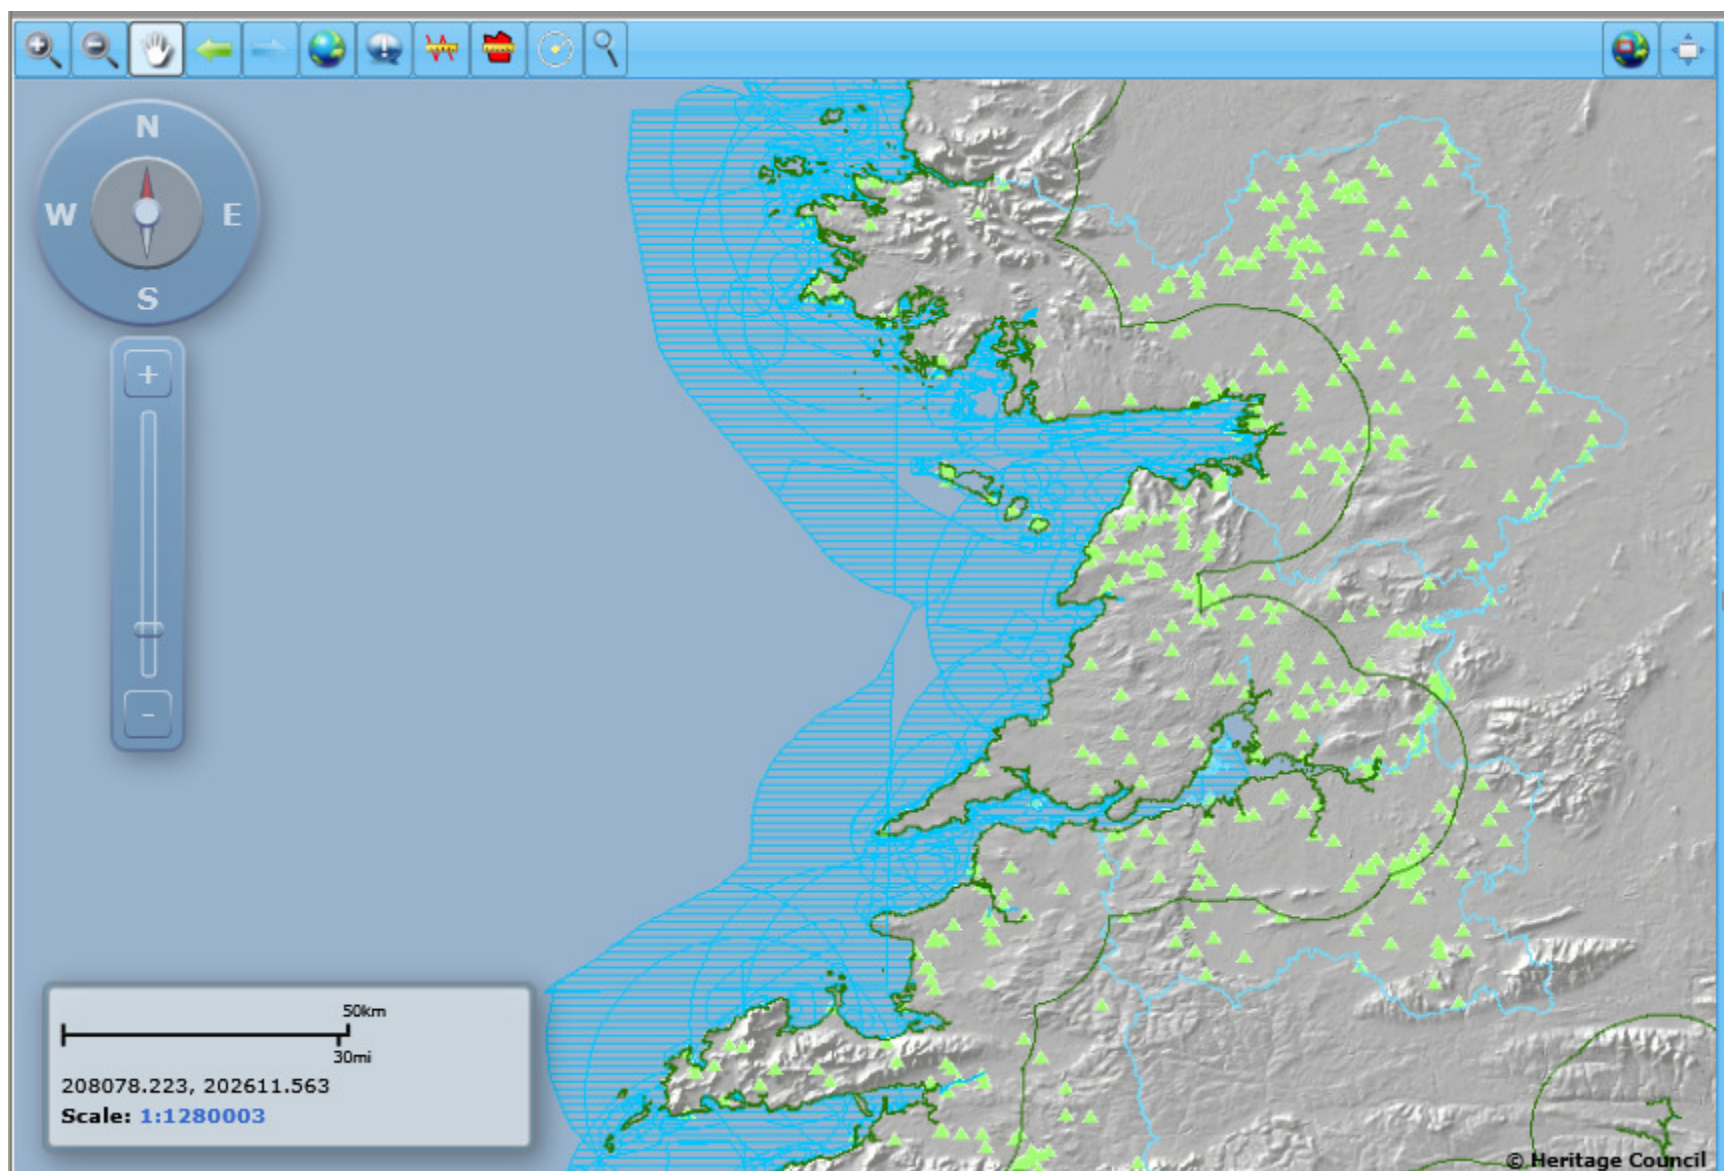 N
W
E
S
+
-
50km
30mi
208078.223, 202611.563
Scale: 1:1280003
© Heritage Council